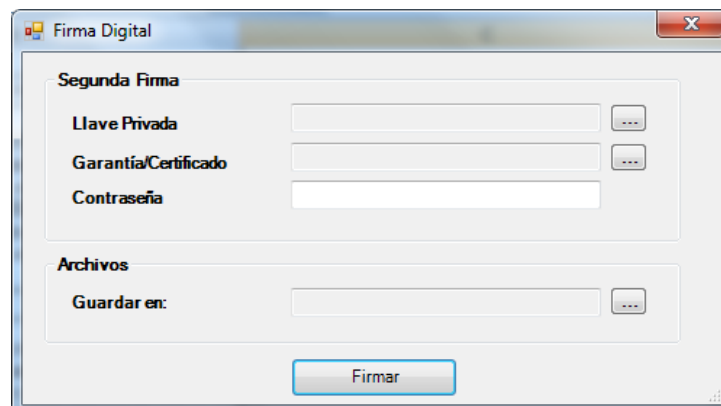 Firma Digital
Segunda Firma
Llave Privada
...
Garantía/Certificado
...
Contraseña
Archivos
Guardar en:
...
Firmar